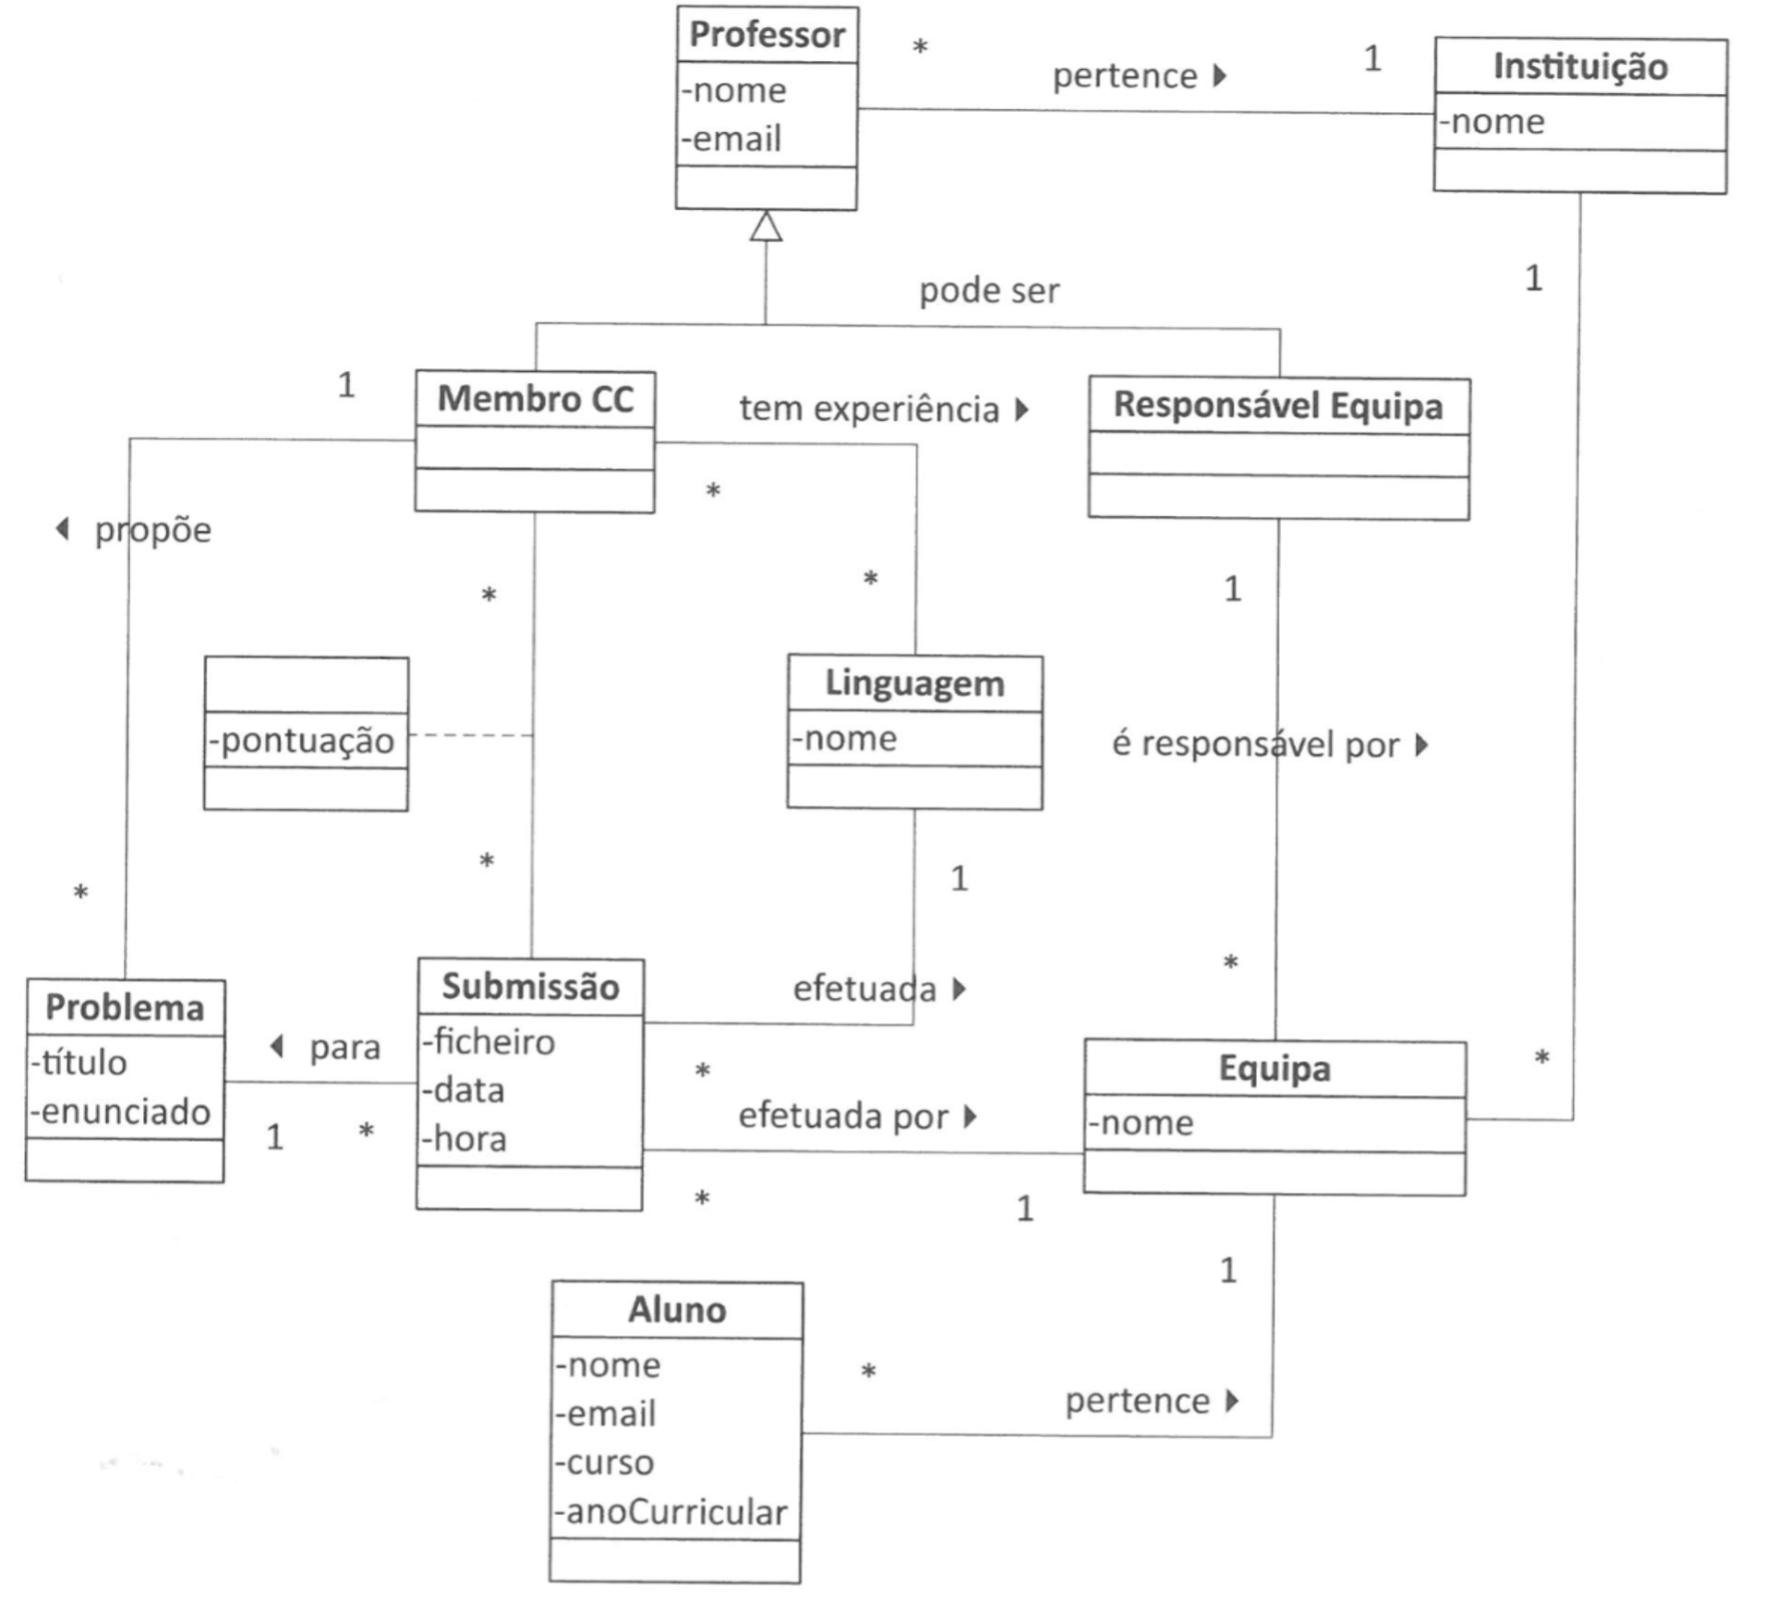 Professor
-nome
-email
*
pertence
1
Instituição
-nome
1
pode ser
1
Membro CC
tem experiência
*
*
Responsável Equipa
propõe
*
1
Linguagem
-nome
-pontuação
é responsável por
*
1
*
*
*
Problema
-título
-enunciado
para
1
*
Submissão
-ficheiro
-data
-hora
efetuada
*
efetuada por
*
1
Equipa
-nome
*
1
Aluno
-nome
-email
-curso
-anoCurricular
*
pertence